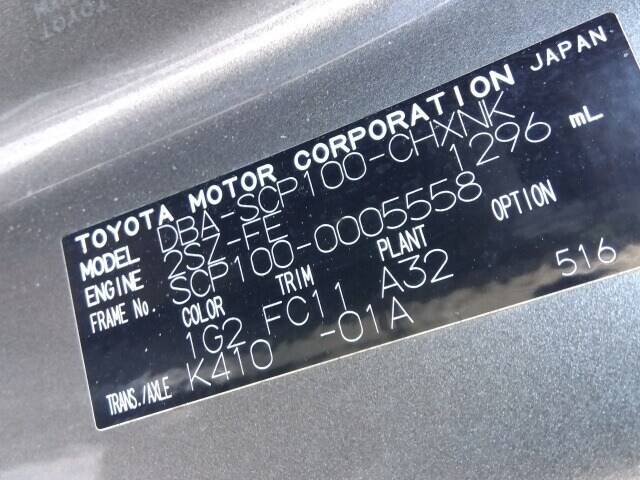 TOYOTA MOTOR CORPORATION JAPAN
MODEL DBA-SCP100-CHXNK
ENGINE 2SZ-FE 1296 mL
FRAME No. SCP100-0005558
COLOR TRIM PLANT OPTION
1G2 FC11 A32 516
TRANS./AXLE K410 -01A